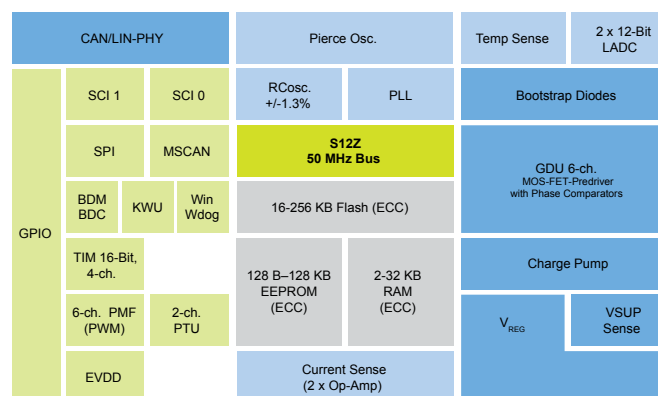 CAN/LIN-PHY
Pierce Osc.
Temp Sense
2 x 12-Bit
LADC
GPIO
SCI 1
SCI 0
RCosc.
+/-1.3%
PLL
Bootstrap Diodes
SPI
MSCAN
S12Z
50 MHz Bus
GDU 6-ch.
MOS-FET-Predriver
with Phase Comparators
BDM
BDC
KWU
Win
Wdog
16-256 KB Flash (ECC)
TIM 16-Bit,
4-ch.
128 B–128 KB
EEPROM
(ECC)
2-32 KB
RAM
(ECC)
Charge Pump
6-ch. PMF
(PWM)
2-ch.
PTU
VREG
VSUP
Sense
EVDD
Current Sense
(2 x Op-Amp)